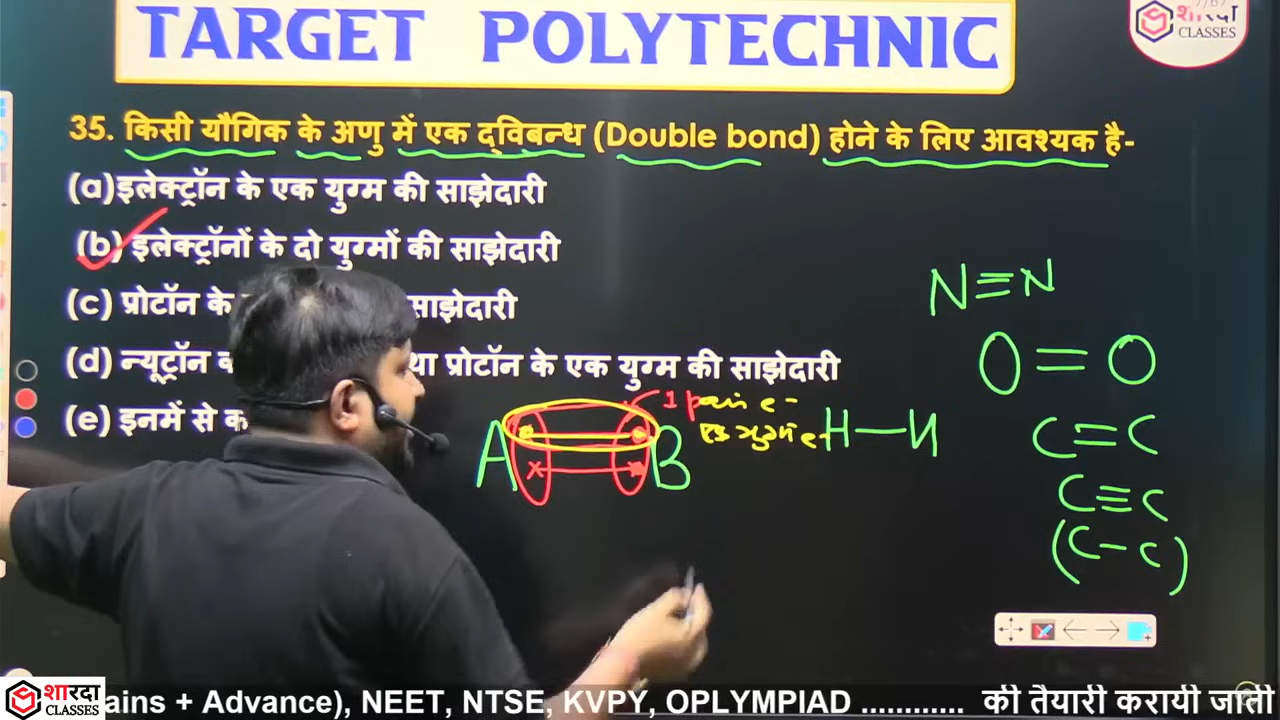 TARGET POLYTECHNIC
शारदा
CLASSES
35. किसी यौगिक के अणु में एक द्विबन्ध (Double bond) होने के लिए आवश्यक है-
(a)इलेक्ट्रॉन के एक युग्म की साझेदारी
(b) इलेक्ट्रॉनों के दो युग्मों की साझेदारी
(c) प्रोटॉन के साझेदारी
(d) न्यूट्रॉन प्रोटॉन के एक युग्म की साझेदारी
(e) इनमें से
N≡N
O=O
A B
1 pair e-
H—H
C=C
C≡C
(C-C)
शारदा
CLASSES
ains + Advance), NEET, NTSE, KVPY, OPLYMPIAD ............ की तैयारी करायी जाती